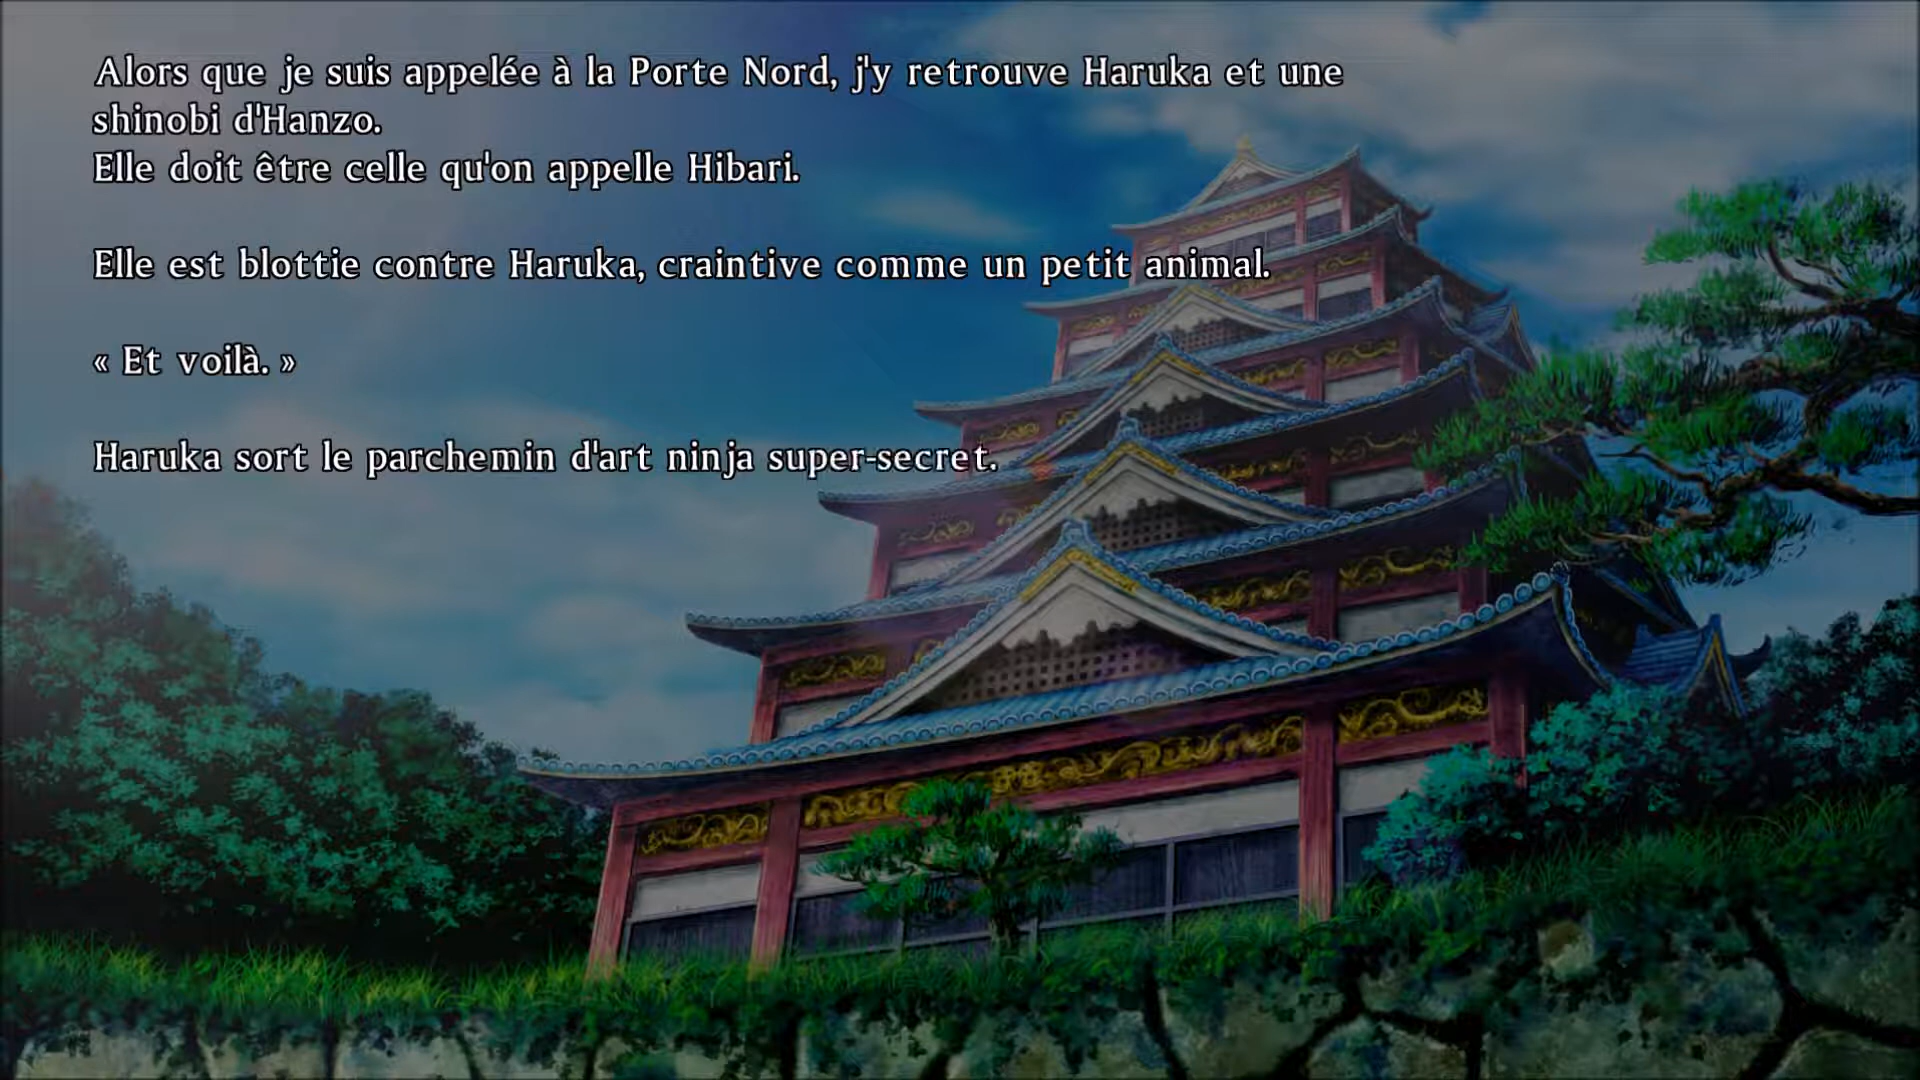 Alors que je suis appelée à la Porte Nord, j'y retrouve Haruka et une
shinobi d'Hanzo.
Elle doit être celle qu'on appelle Hibari.
Elle est blottie contre Haruka, craintive comme un petit animal.
« Et voilà. »
Haruka sort le parchemin d'art ninja super-secret.